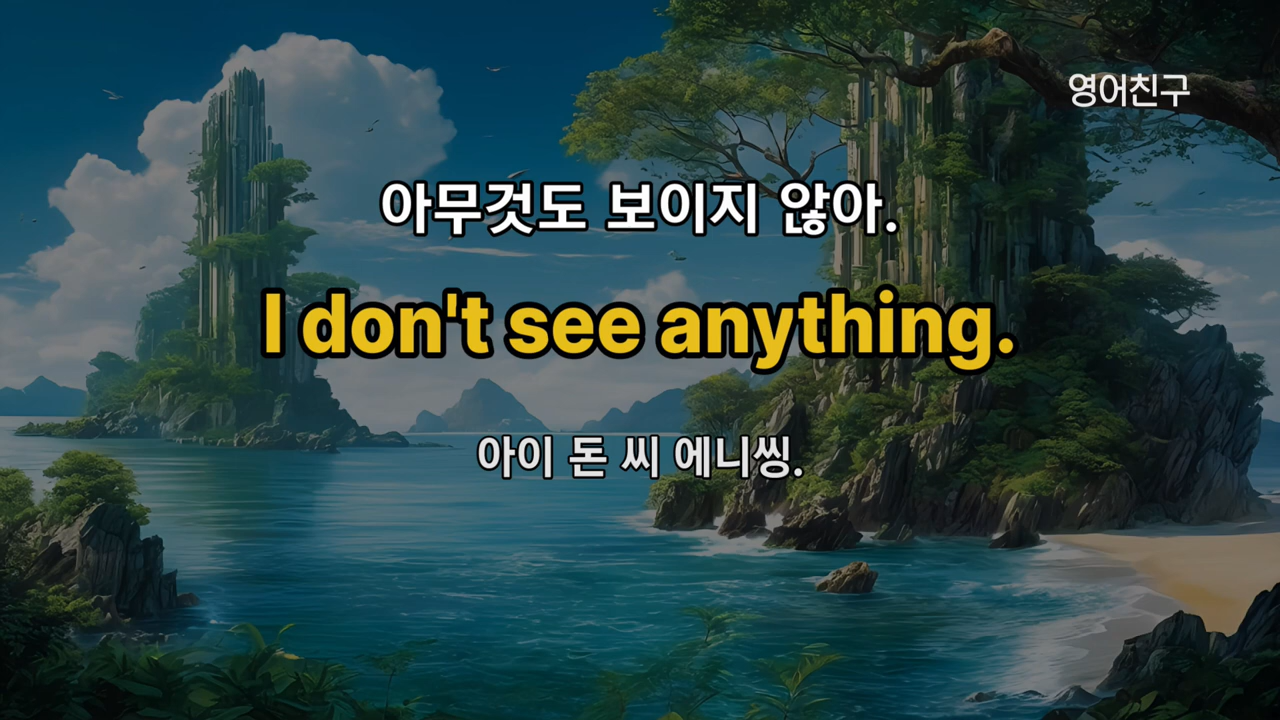 영어친구
아무것도 보이지 않아.
I don't see anything.
아이 돈 씨 에니씽.